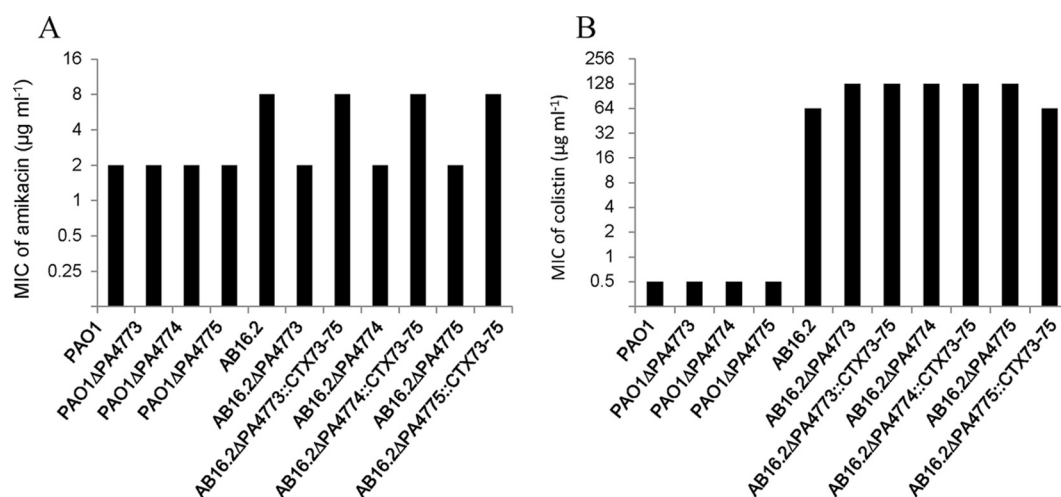 A
MIC of amikacin (µg ml-1)
16
8
4
2
1
0.5
0.25
PAO1
PAO1ΔPA4773
PAO1ΔPA4774
PAO1ΔPA4775
AB16.2
AB16.2ΔPA4773
AB16.2ΔPA4773::CTX73-75
AB16.2ΔPA4774
AB16.2ΔPA4774::CTX73-75
AB16.2ΔPA4775
AB16.2ΔPA4775::CTX73-75
B
MIC of colistin (µg ml-1)
256
128
64
32
16
8
4
2
1
0.5
PAO1
PAO1ΔPA4773
PAO1ΔPA4774
PAO1ΔPA4775
AB16.2
AB16.2ΔPA4773
AB16.2ΔPA4773::CTX73-75
AB16.2ΔPA4774
AB16.2ΔPA4774::CTX73-75
AB16.2ΔPA4775
AB16.2ΔPA4775::CTX73-75